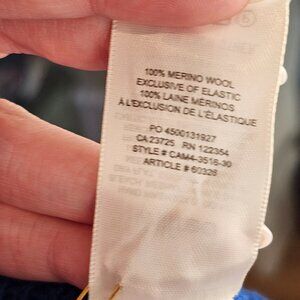 100% MERINO WOOL
EXCLUSIVE OF ELASTIC
100% LAINE MÉRINOS
À L'EXCLUSION DE L'ÉLASTIQUE
PO 4500131927
CA 23725 RN 122354
STYLE # CAM4-3516-30
ARTICLE # 60328